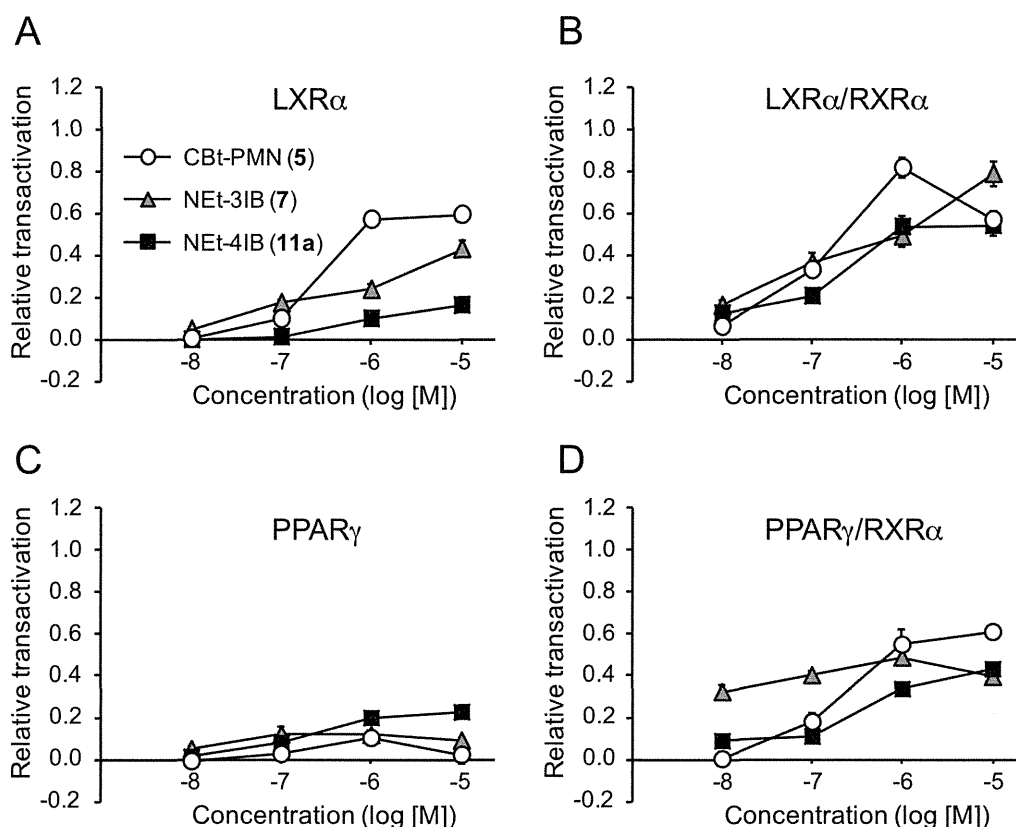 A
Relative transactivation
1.2
1.0
0.8
0.6
0.4
0.2
0.0
-0.2
LXRα
CBt-PMN (5)
NEt-3IB (7)
NEt-4IB (11a)
-8
-7
-6
-5
Concentration (log [M])
B
Relative transactivation
1.2
1.0
0.8
0.6
0.4
0.2
0.0
-0.2
LXRα/RXRα
-8
-7
-6
-5
Concentration (log [M])
C
Relative transactivation
1.2
1.0
0.8
0.6
0.4
0.2
0.0
-0.2
PPARγ
-8
-7
-6
-5
Concentration (log [M])
D
Relative transactivation
1.2
1.0
0.8
0.6
0.4
0.2
0.0
-0.2
PPARγ/RXRα
-8
-7
-6
-5
Concentration (log [M])